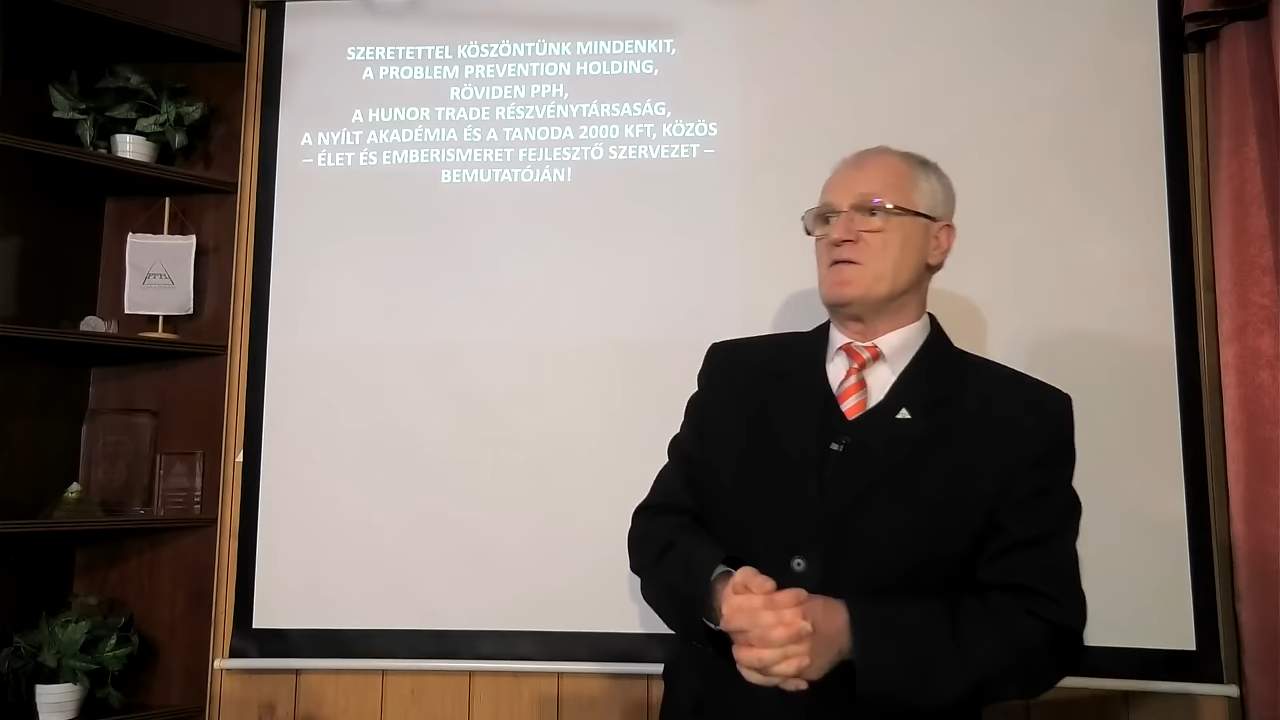 SZERETETTEL KÖSZÖNTÜNK MINDENKIT,
A PROBLEM PREVENTION HOLDING,
RÖVIDEN PPH,
A HUNOR TRADE RÉSZVÉNYTÁRSASÁG,
A NYÍLT AKADÉMIA ÉS A TANODA 2000 KFT, KÖZÖS
– ÉLET ÉS EMBERISMERET FEJLESZTŐ SZERVEZET –
BEMUTATÓJÁN!
PPH